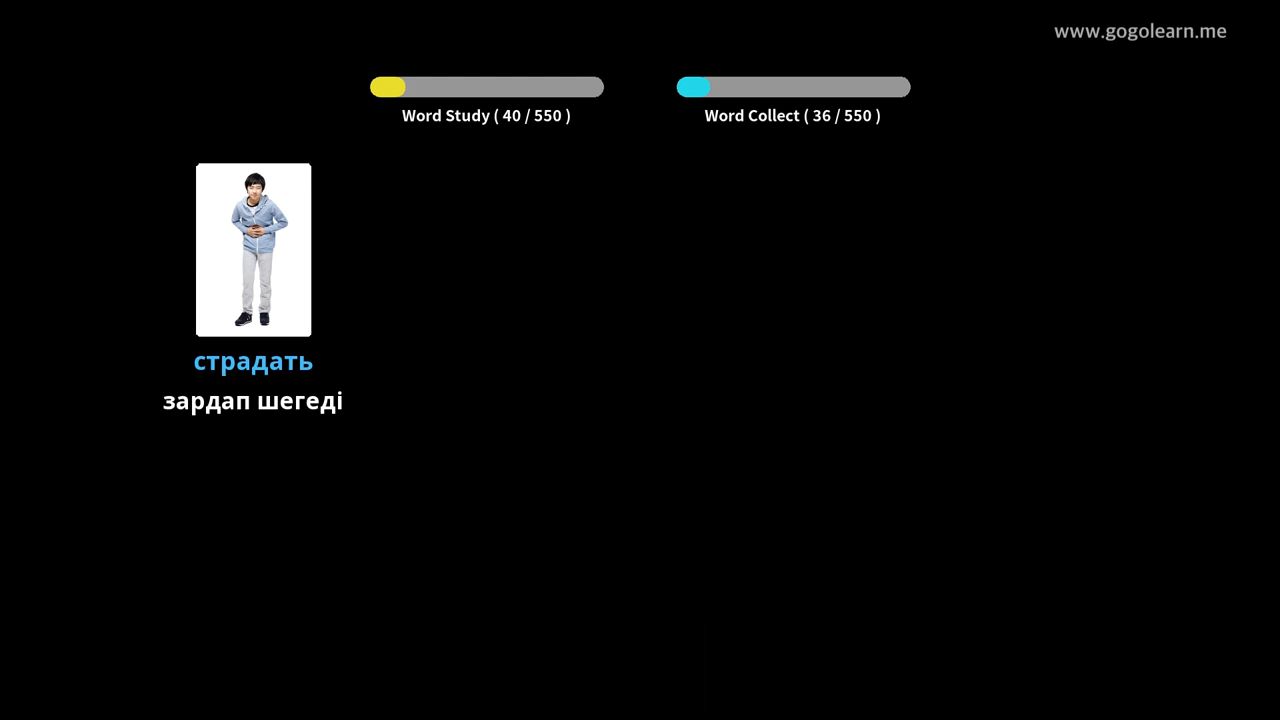 www.gogolearn.me
Word Study ( 40 / 550 )
Word Collect ( 36 / 550 )
страдать
зардап шегеді